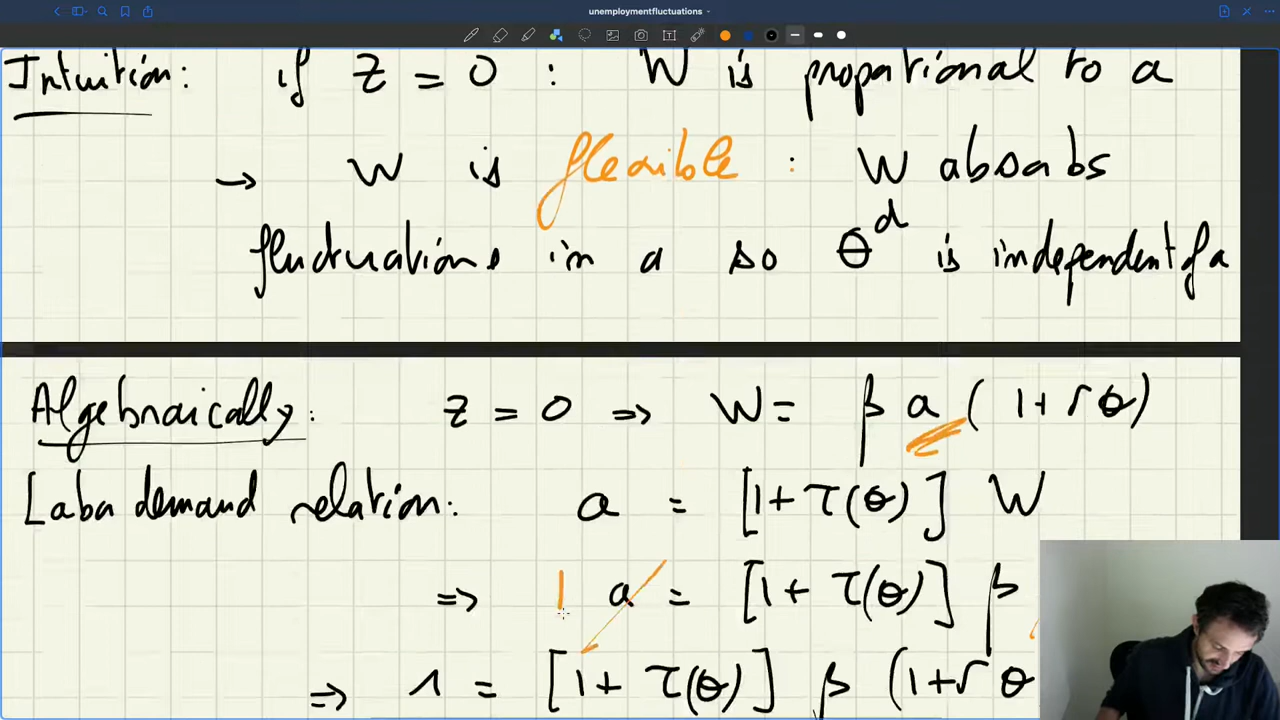 unemploymentfluctuations
Intuition: if z = 0 : W is proportional to a
→ W is flexible : W absorbs
fluctuations in a so θ^d is independent of a
Algebraically: z = 0 => W = β a (1 + r θ)
Labor demand relation: a = [1 + τ(θ)] W
=> 1 a = [1 + τ(θ)] β
=> 1 = [1 + τ(θ)] β (1 + r θ